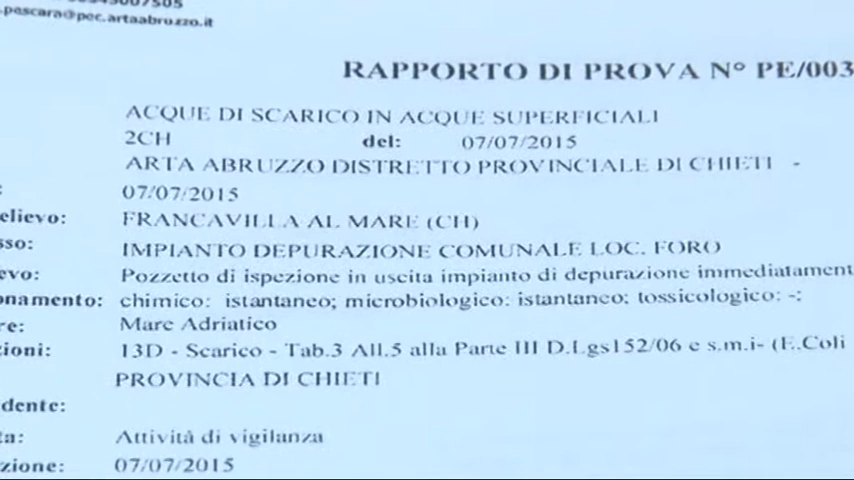 pescara@pec.artaabruzzo.it
RAPPORTO DI PROVA N° PE/003
ACQUE DI SCARICO IN ACQUE SUPERFICIALI
2CH del: 07/07/2015
ARTA ABRUZZO DISTRETTO PROVINCIALE DI CHIETI -
: 07/07/2015
elievo: FRANCAVILLA AL MARE (CH)
sso: IMPIANTO DEPURAZIONE COMUNALE LOC. FORO
evo: Pozzetto di ispezione in uscita impianto di depurazione immediatament
onamento: chimico: istantaneo; microbiologico: istantaneo; tossicologico: -:
re: Mare Adriatico
zioni: 13D - Scarico - Tab.3 All.5 alla Parte III D.Lgs152/06 e s.m.i- (E.Coli
PROVINCIA DI CHIETI
dente:
ta: Attività di vigilanza
zione: 07/07/2015